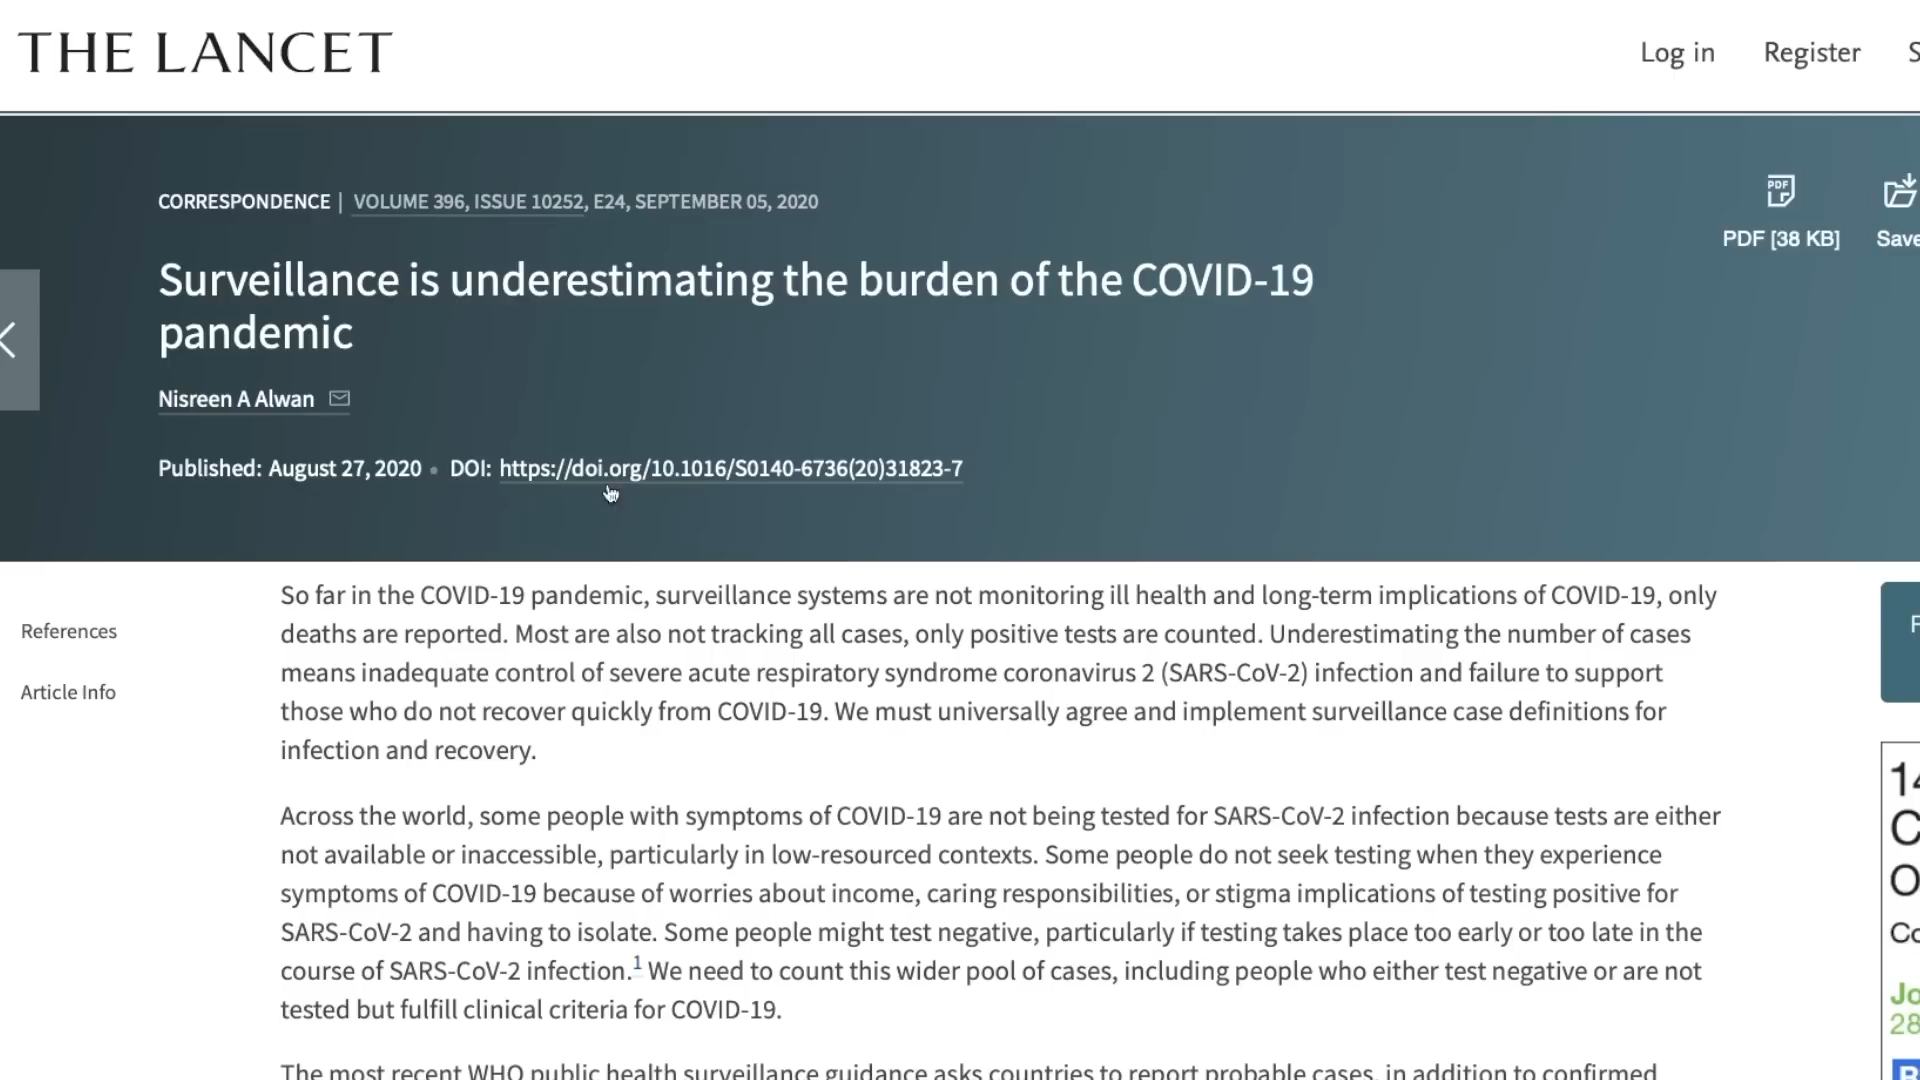 THE LANCET
Log in Register S
CORRESPONDENCE | VOLUME 396, ISSUE 10252, E24, SEPTEMBER 05, 2020
PDF [38 KB] Save
Surveillance is underestimating the burden of the COVID-19
pandemic
Nisreen A Alwan
Published: August 27, 2020 • DOI: https://doi.org/10.1016/S0140-6736(20)31823-7
References
Article Info
So far in the COVID-19 pandemic, surveillance systems are not monitoring ill health and long-term implications of COVID-19, only
deaths are reported. Most are also not tracking all cases, only positive tests are counted. Underestimating the number of cases
means inadequate control of severe acute respiratory syndrome coronavirus 2 (SARS-CoV-2) infection and failure to support
those who do not recover quickly from COVID-19. We must universally agree and implement surveillance case definitions for
infection and recovery.
Across the world, some people with symptoms of COVID-19 are not being tested for SARS-CoV-2 infection because tests are either
not available or inaccessible, particularly in low-resourced contexts. Some people do not seek testing when they experience
symptoms of COVID-19 because of worries about income, caring responsibilities, or stigma implications of testing positive for
SARS-CoV-2 and having to isolate. Some people might test negative, particularly if testing takes place too early or too late in the
course of SARS-CoV-2 infection.1 We need to count this wider pool of cases, including people who either test negative or are not
tested but fulfill clinical criteria for COVID-19.
The most recent WHO public health surveillance guidance asks countries to report probable cases, in addition to confirmed
F
14
C
O
Co
Jo
28